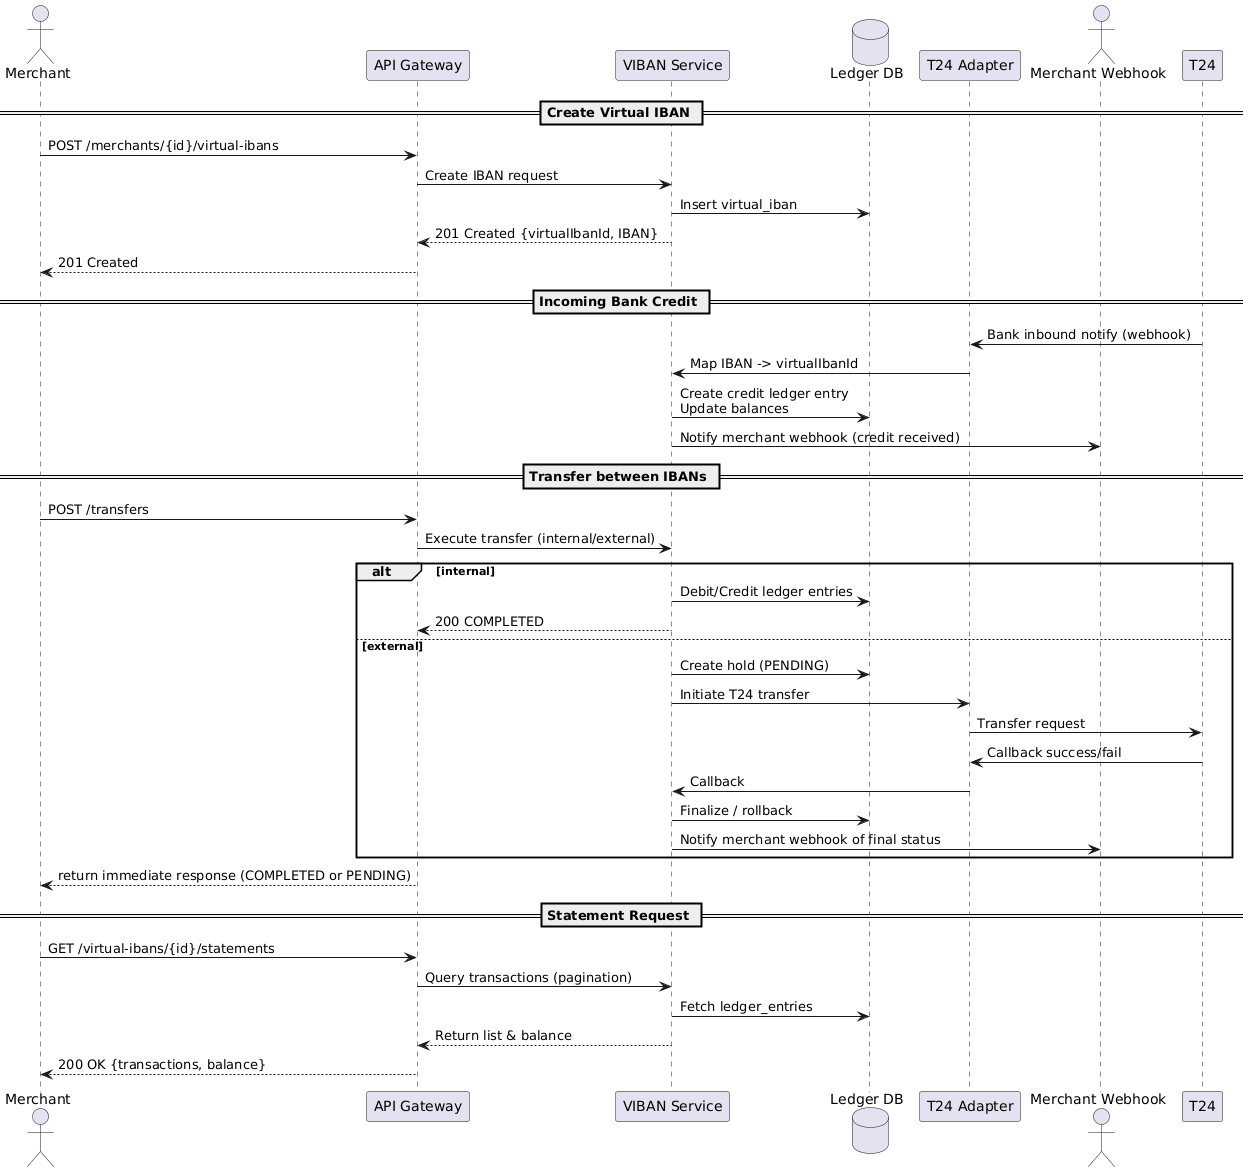 Merchant
API Gateway
VIBAN Service
Ledger DB
T24 Adapter
Merchant Webhook
T24
Create Virtual IBAN
POST /merchants/{id}/virtual-ibans
Create IBAN request
Insert virtual_iban
201 Created {virtualIbanId, IBAN}
201 Created
Incoming Bank Credit
Bank inbound notify (webhook)
Map IBAN -> virtualIbanId
Create credit ledger entry
Update balances
Notify merchant webhook (credit received)
Transfer between IBANs
POST /transfers
Execute transfer (internal/external)
alt
[internal]
Debit/Credit ledger entries
200 COMPLETED
[external]
Create hold (PENDING)
Initiate T24 transfer
Transfer request
Callback success/fail
Callback
Finalize / rollback
Notify merchant webhook of final status
return immediate response (COMPLETED or PENDING)
Statement Request
GET /virtual-ibans/{id}/statements
Query transactions (pagination)
Fetch ledger_entries
Return list & balance
200 OK {transactions, balance}
Merchant
API Gateway
VIBAN Service
Ledger DB
T24 Adapter
Merchant Webhook
T24